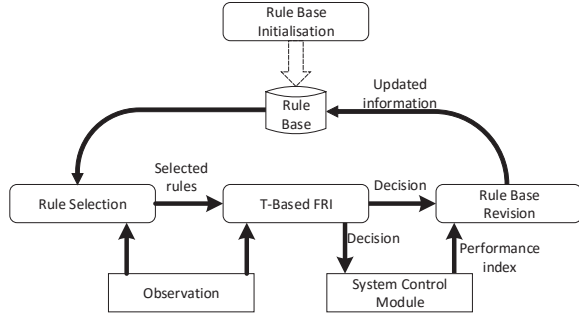 Rule Base
Initialisation
Updated
information
Rule
Base
Selected
rules
Decision
Rule Selection
T-Based FRI
Rule Base
Revision
Decision
Performance
index
Observation
System Control
Module